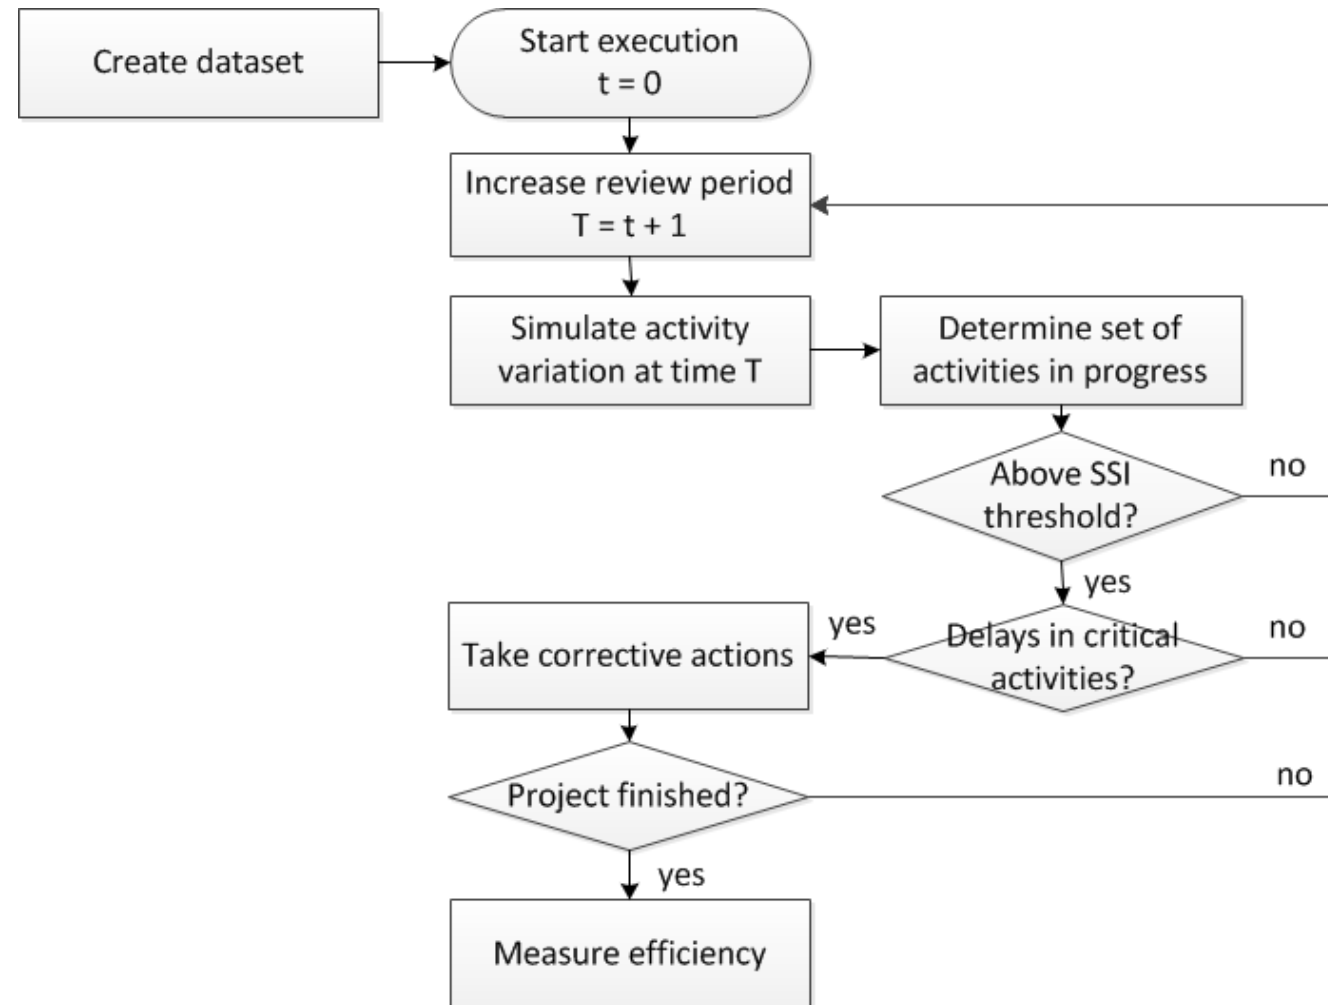 Create dataset
Start execution
t = 0
Increase review period
T = t + 1
Simulate activity
variation at time T
Determine set of
activities in progress
Above SSI
threshold?
no
yes
Delays in critical
activities?
no
yes
Take corrective actions
Project finished?
no
yes
Measure efficiency